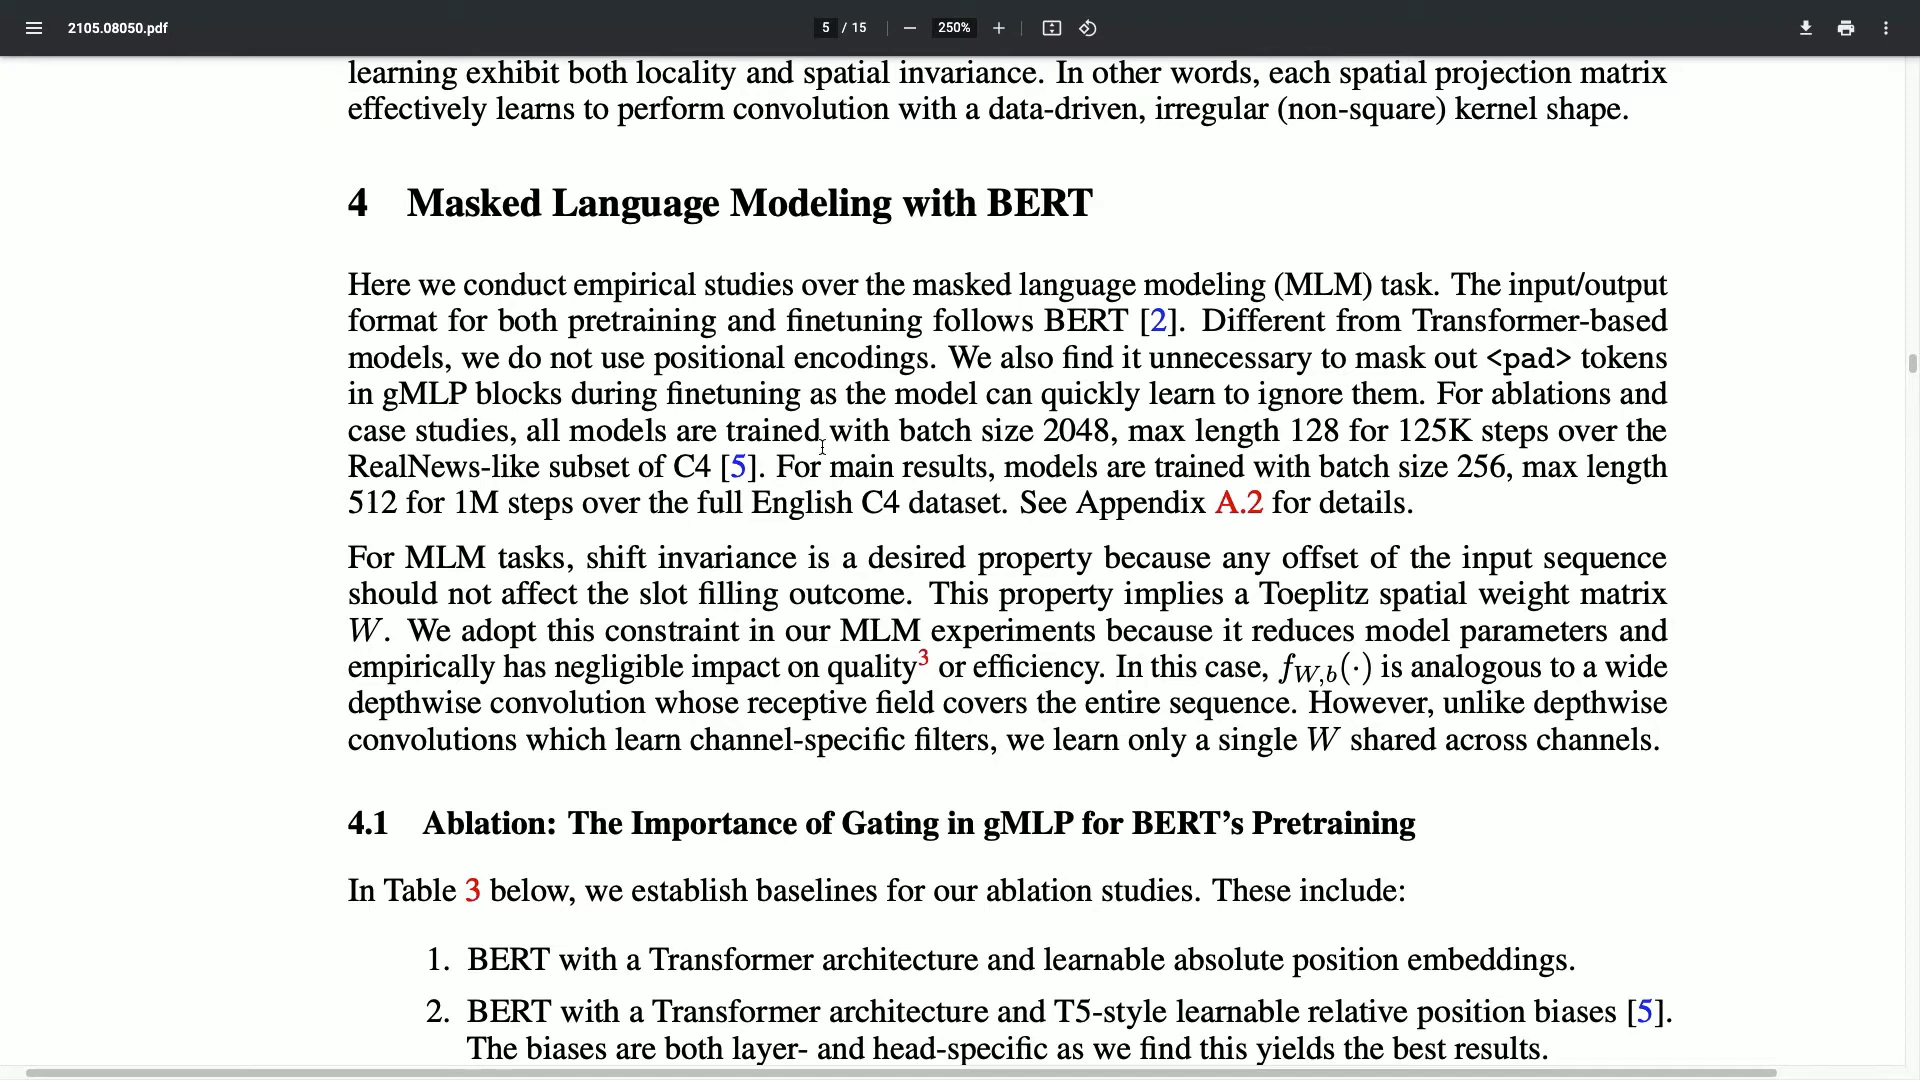 2105.08050.pdf
5 / 15
250%
learning exhibit both locality and spatial invariance. In other words, each spatial projection matrix
effectively learns to perform convolution with a data-driven, irregular (non-square) kernel shape.
4 Masked Language Modeling with BERT
Here we conduct empirical studies over the masked language modeling (MLM) task. The input/output
format for both pretraining and finetuning follows BERT [2]. Different from Transformer-based
models, we do not use positional encodings. We also find it unnecessary to mask out <pad> tokens
in gMLP blocks during finetuning as the model can quickly learn to ignore them. For ablations and
case studies, all models are trained with batch size 2048, max length 128 for 125K steps over the
RealNews-like subset of C4 [5]. For main results, models are trained with batch size 256, max length
512 for 1M steps over the full English C4 dataset. See Appendix A.2 for details.
For MLM tasks, shift invariance is a desired property because any offset of the input sequence
should not affect the slot filling outcome. This property implies a Toeplitz spatial weight matrix
W. We adopt this constraint in our MLM experiments because it reduces model parameters and
empirically has negligible impact on quality³ or efficiency. In this case, f_{W,b}(·) is analogous to a wide
depthwise convolution whose receptive field covers the entire sequence. However, unlike depthwise
convolutions which learn channel-specific filters, we learn only a single W shared across channels.
4.1 Ablation: The Importance of Gating in gMLP for BERT's Pretraining
In Table 3 below, we establish baselines for our ablation studies. These include:
1. BERT with a Transformer architecture and learnable absolute position embeddings.
2. BERT with a Transformer architecture and T5-style learnable relative position biases [5].
The biases are both layer- and head-specific as we find this yields the best results.